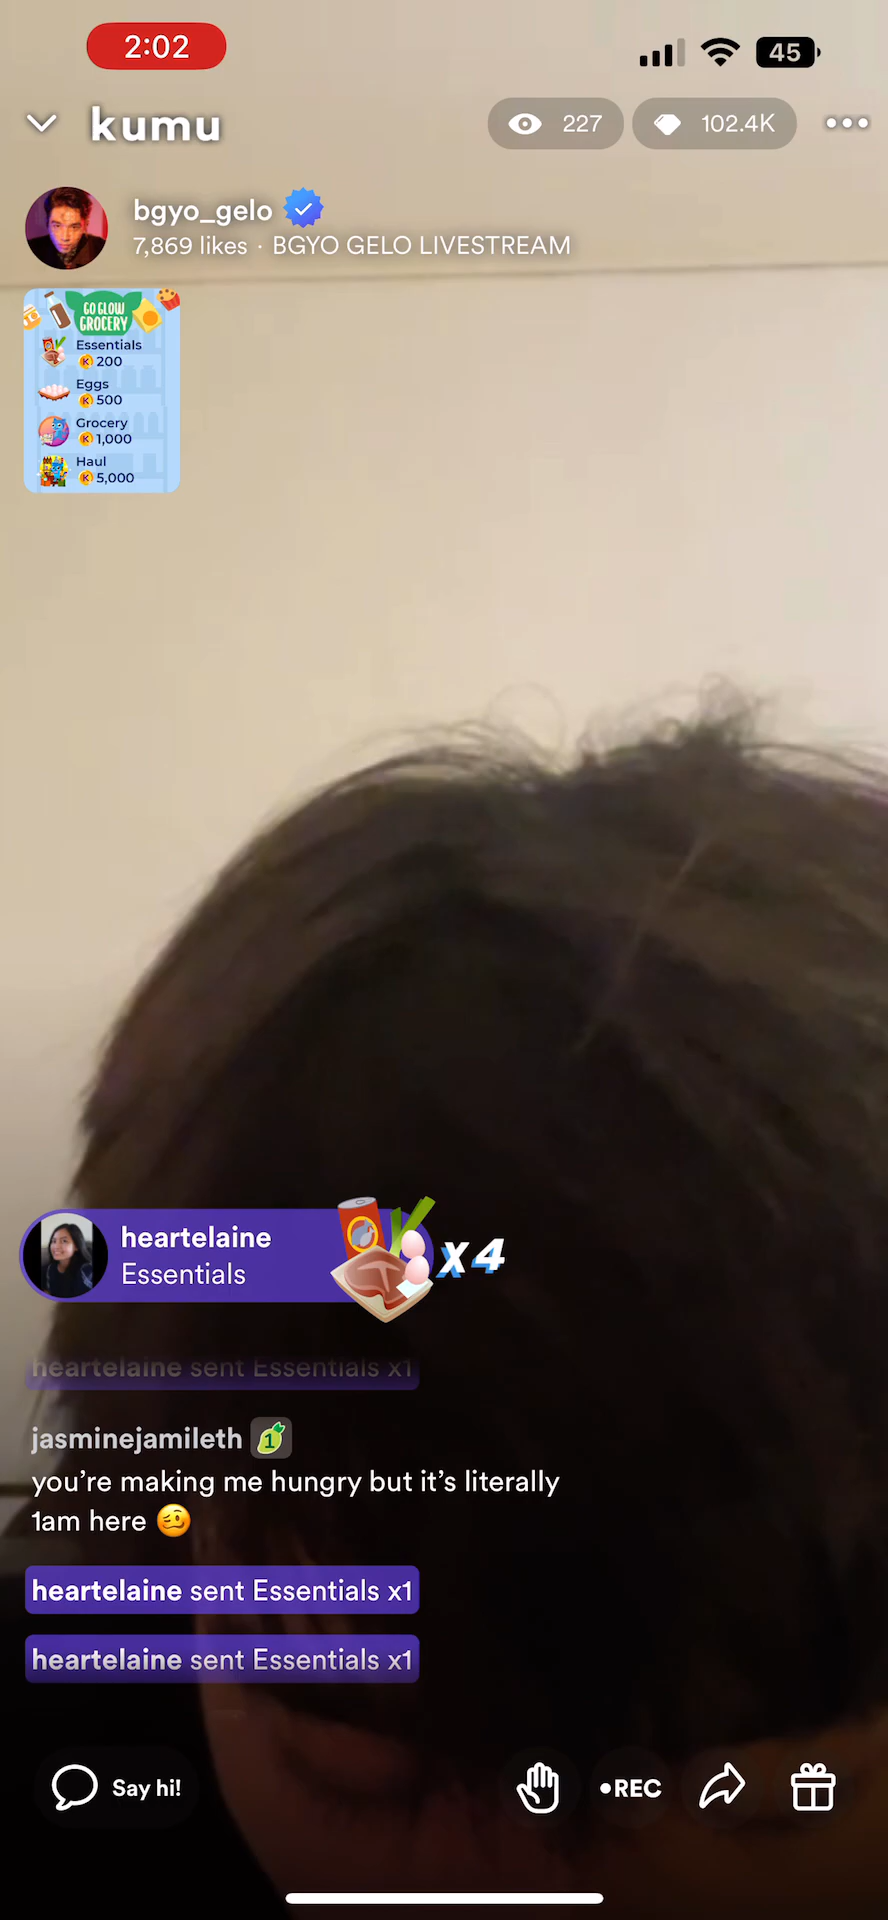 2:02
45
kumu
227
102.4K
bgyo_gelo
7,869 likes · BGYO GELO LIVESTREAM
GO GLOW
GROCERY
Essentials
K 200
Eggs
K 500
Grocery
K 1,000
Haul
K 5,000
heartelaine
Essentials
X4
heartelaine sent Essentials x1
jasminejamileth 1
you're making me hungry but it's literally
1am here 🥴
heartelaine sent Essentials x1
heartelaine sent Essentials x1
Say hi!
•REC